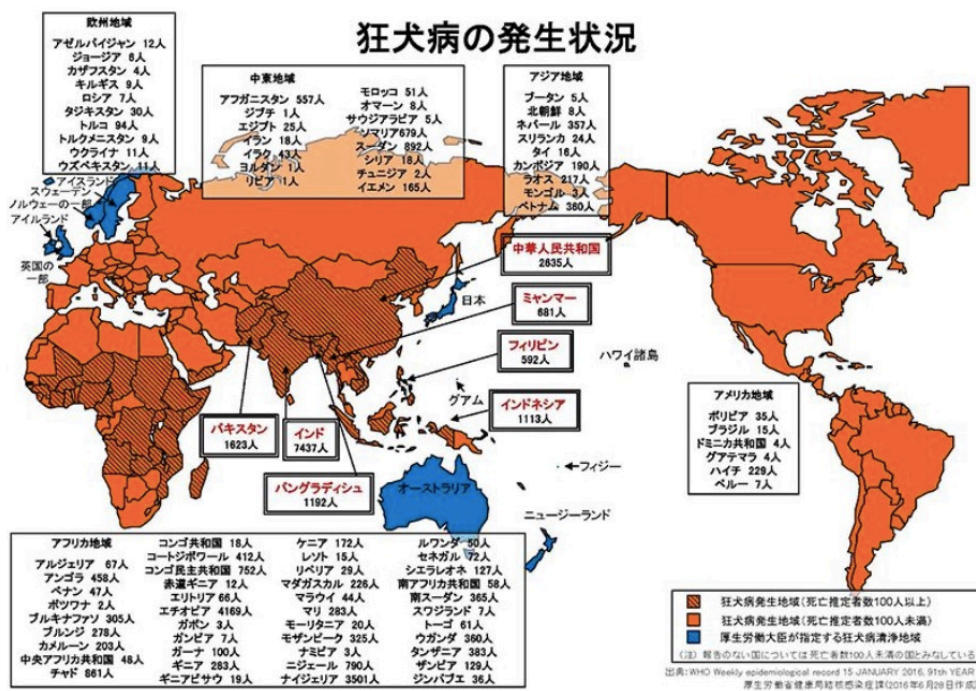 狂犬病の発生状況
欧州地域
アゼルバイジャン 12人
ジョージア 6人
カザフスタン 4人
キルギス 9人
ロシア 7人
タジキスタン 30人
トルコ 94人
トルクメニスタン 9人
ウクライナ 11人
ウズベキスタン 11人
中東地域
アフガニスタン 557人
ジブチ 1人
エジプト 25人
イラン 18人
イラク 43人
ヨルダン 1人
リビア 1人
モロッコ 51人
オマーン 8人
サウジアラビア 5人
ソマリア679人
スーダン 892人
シリア 18人
チュニジア 2人
イエメン 165人
アジア地域
ブータン 5人
北朝鮮 8人
ネパール 357人
スリランカ 24人
タイ 16人
カンボジア 190人
ラオス 217人
モンゴル 3人
ベトナム 360人
アイスランド
スウェーデン
ノルウェーの一部
アイルランド
英国の
一部
中華人民共和国
2635人
日本
ミャンマー
681人
フィリピン
592人
ハワイ諸島
グアム
インドネシア
1113人
パキスタン
1623人
インド
7437人
バングラディシュ
1192人
オーストラリア
フィジー
ニュージーランド
アメリカ地域
ボリビア 35人
ブラジル 15人
ドミニカ共和国 4人
グアテマラ 4人
ハイチ 229人
ペルー 7人
アフリカ地域
アルジェリア 67人
アンゴラ 458人
ベナン 47人
ボツワナ 2人
ブルキナファソ 305人
ブルンジ 278人
カメルーン 203人
中央アフリカ共和国 48人
チャド 861人
コンゴ共和国 18人
コートジボワール 412人
コンゴ民主共和国 752人
赤道ギニア 12人
エリトリア 66人
エチオピア 4169人
ガボン 3人
ガンビア 7人
ガーナ 100人
ギニア 283人
ギニアビサウ 19人
ケニア 172人
レソト 15人
リベリア 29人
マダガスカル 226人
マラウイ 44人
マリ 283人
モーリタニア 20人
モザンビーク 325人
ナミビア 3人
ニジェール 790人
ナイジェリア 3501人
ルワンダ 50人
セネガル 72人
シエラレオネ 127人
南アフリカ共和国 58人
南スーダン 365人
スワジランド 7人
トーゴ 61人
ウガンダ 360人
タンザニア 383人
ザンビア 129人
ジンバブエ 36人
狂犬病発生地域(死亡推定者数100人以上)
狂犬病発生地域(死亡推定者数100人未満)
厚生労働大臣が指定する狂犬病清浄地域
(注) 報告のない国については死亡者数100人未満の国とみなしている
出典:WHO Weekly epidemiological record 15 JANUARY 2016, 91th YEAR
厚生労働省健康局結核感染症課(2016年6月28日作成)